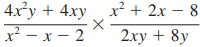 4x²y + 4xy / x² − x − 2 × x² + 2x − 8 / 2xy + 8y